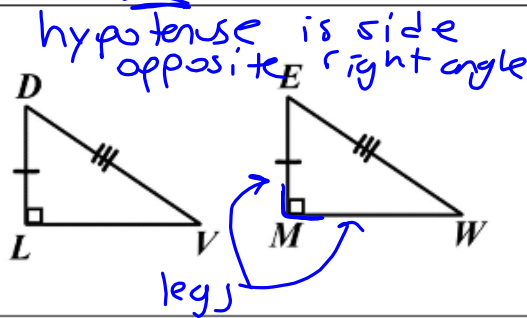 hypotenuse is side
opposite right angle
D
E
L
V
M
W
legs